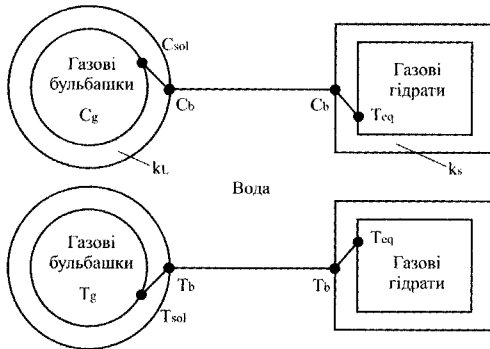 Газові
бульбашки
Cg
Csol
Cb
kL
Cb
Teq
Газові
гідрати
ks
Вода
Газові
бульбашки
Tg
Tb
Tsol
Tb
Teq
Газові
гідрати